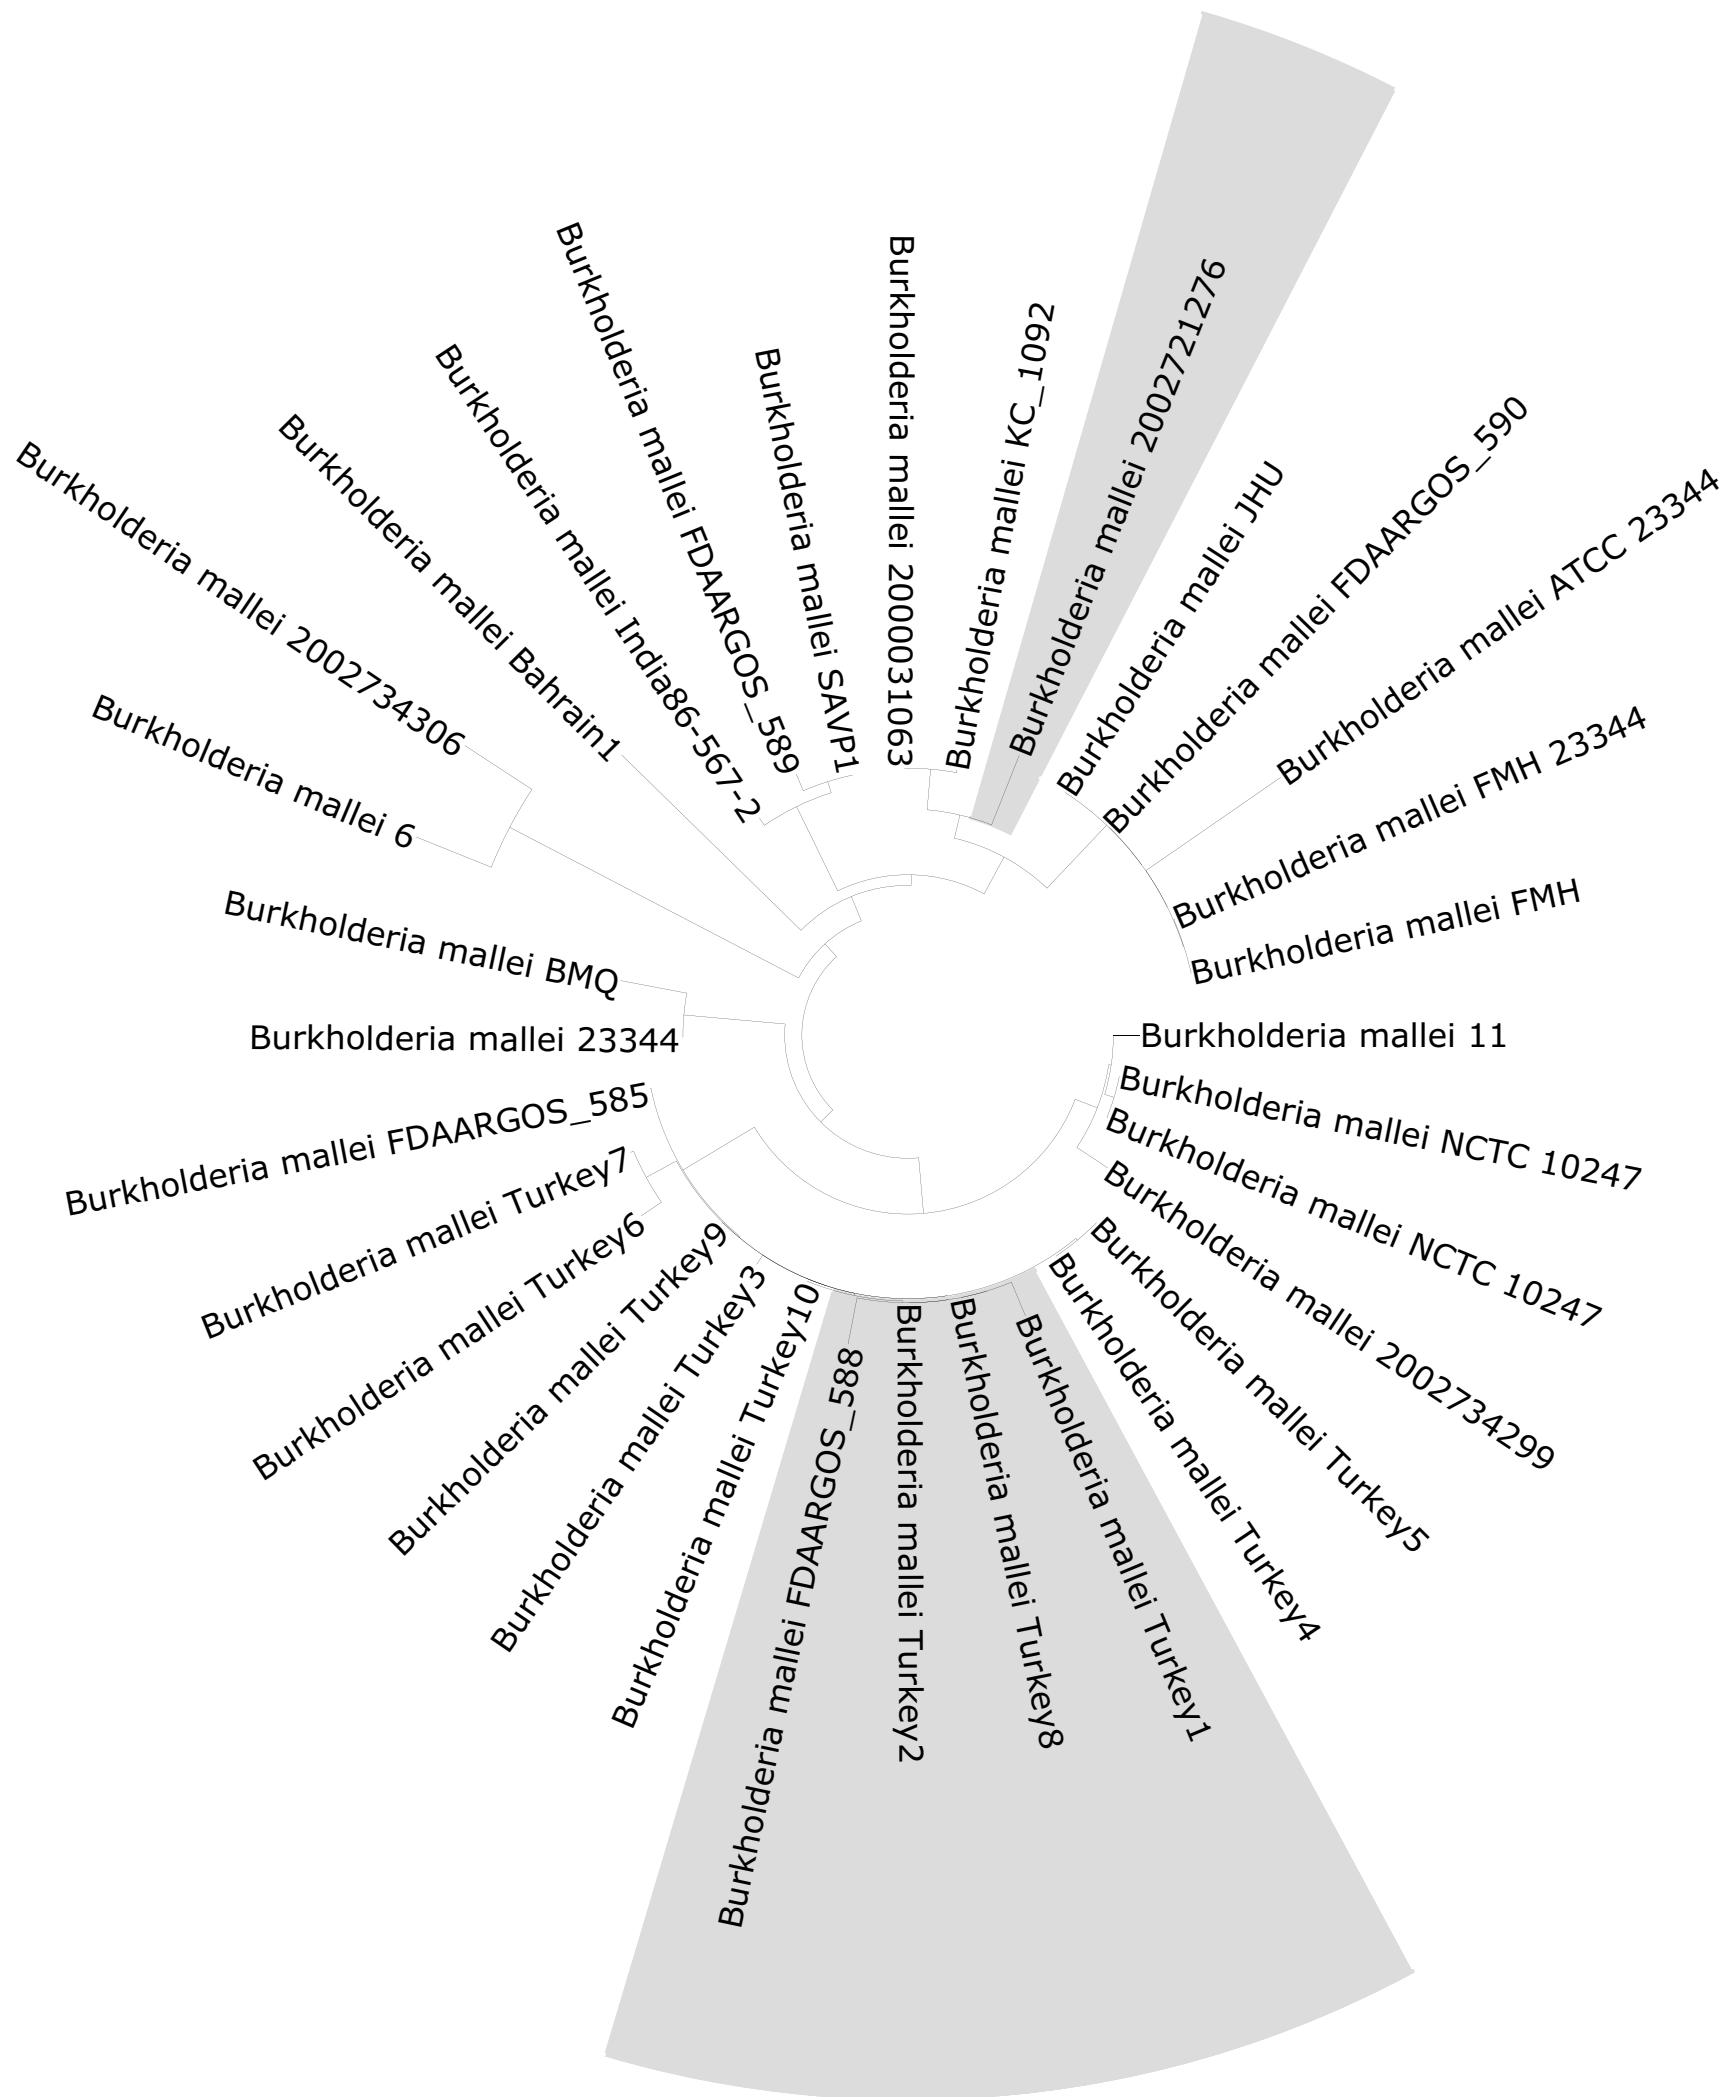 Burkholderia mallei 2002721276
Burkholderia mallei JHU
Burkholderia mallei FDAARGOS_590
Burkholderia mallei ATCC 23344
Burkholderia mallei FMH 23344
Burkholderia mallei FMH
Burkholderia mallei 11
Burkholderia mallei NCTC 10247
Burkholderia mallei NCTC 10247
Burkholderia mallei 2002734299
Burkholderia mallei Turkey5
Burkholderia mallei Turkey4
Burkholderia mallei Turkey1
Burkholderia mallei Turkey8
Burkholderia mallei Turkey2
Burkholderia mallei FDAARGOS_588
Burkholderia mallei Turkey10
Burkholderia mallei Turkey3
Burkholderia mallei Turkey9
Burkholderia mallei Turkey6
Burkholderia mallei Turkey7
Burkholderia mallei FDAARGOS_585
Burkholderia mallei 23344
Burkholderia mallei BMQ
Burkholderia mallei 6
Burkholderia mallei 2002734306
Burkholderia mallei Bahrain1
Burkholderia mallei India86-567-2
Burkholderia mallei FDAARGOS_589
Burkholderia mallei SAVP1
Burkholderia mallei 2000031063
Burkholderia mallei KC_1092